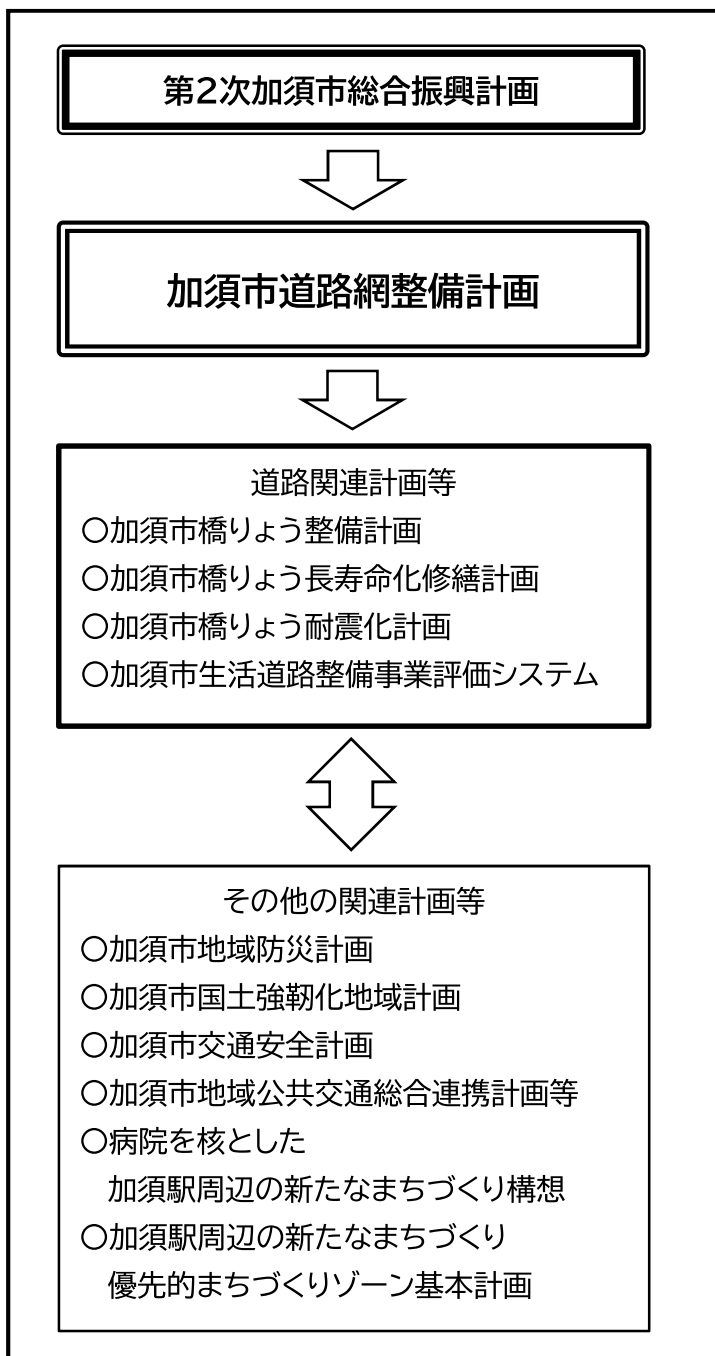 第2次加須市総合振興計画
加須市道路網整備計画
道路関連計画等
〇加須市橋りょう整備計画
〇加須市橋りょう長寿命化修繕計画
〇加須市橋りょう耐震化計画
〇加須市生活道路整備事業評価システム
その他の関連計画等
〇加須市地域防災計画
〇加須市国土強靭化地域計画
〇加須市交通安全計画
〇加須市地域公共交通総合連携計画等
〇病院を核とした
加須駅周辺の新たなまちづくり構想
〇加須駅周辺の新たなまちづくり
優先的まちづくりゾーン基本計画